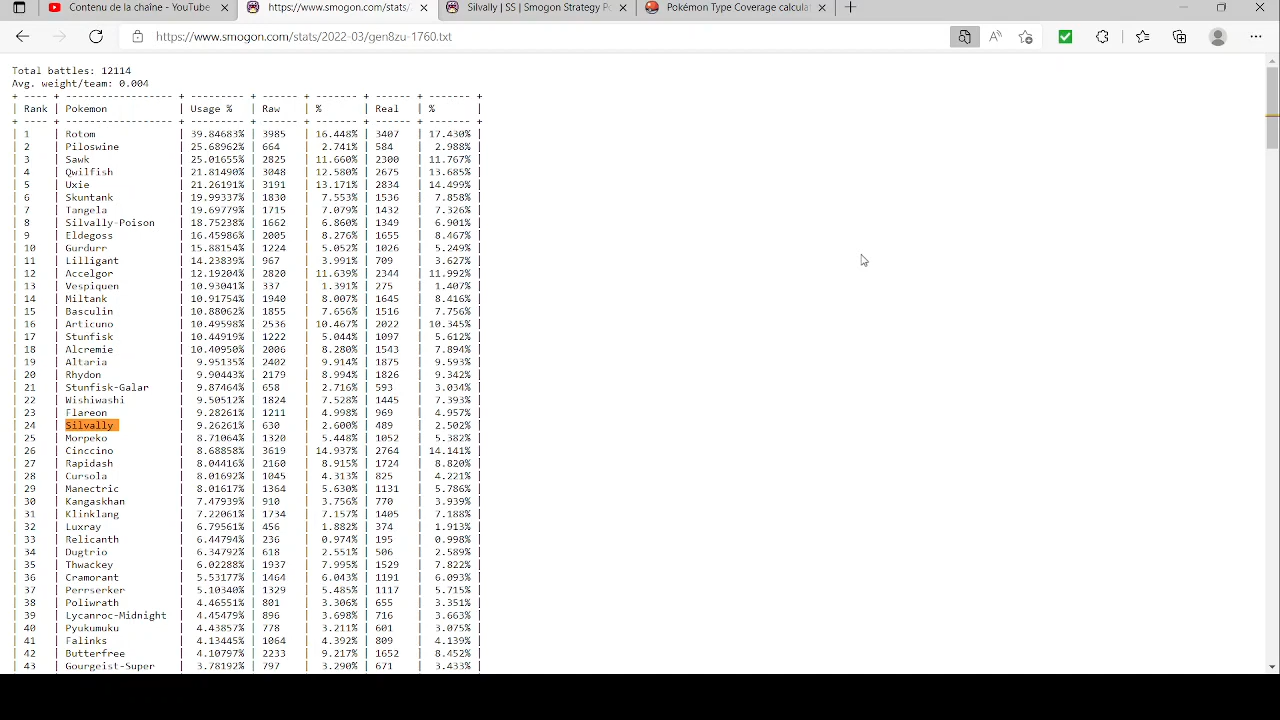 Contenu de la chaîne - YouTube
https://www.smogon.com/stats/
Silvally | SS | Smogon Strategy Po
Pokémon Type Coverage calculat
https://www.smogon.com/stats/2022-03/gen8zu-1760.txt
Total battles: 12114
Avg. weight/team: 0.004
+ ---- + ------------------ + --------- + ------ + ------- + ------ + ------- +
| Rank | Pokemon | Usage % | Raw | % | Real | % |
+ ---- + ------------------ + --------- + ------ + ------- + ------ + ------- +
| 1 | Rotom | 39.84683% | 3985 | 16.448% | 3407 | 17.430% |
| 2 | Piloswine | 25.68962% | 664 | 2.741% | 584 | 2.988% |
| 3 | Sawk | 25.01655% | 2825 | 11.660% | 2300 | 11.767% |
| 4 | Qwilfish | 21.81490% | 3048 | 12.580% | 2675 | 13.685% |
| 5 | Uxie | 21.26191% | 3191 | 13.171% | 2834 | 14.499% |
| 6 | Skuntank | 19.99337% | 1830 | 7.553% | 1536 | 7.858% |
| 7 | Tangela | 19.69779% | 1715 | 7.079% | 1432 | 7.326% |
| 8 | Silvally-Poison | 18.75238% | 1662 | 6.860% | 1349 | 6.901% |
| 9 | Eldegoss | 16.45986% | 2005 | 8.276% | 1655 | 8.467% |
| 10 | Gurdurr | 15.88154% | 1224 | 5.052% | 1026 | 5.249% |
| 11 | Lilligant | 14.23839% | 967 | 3.991% | 709 | 3.627% |
| 12 | Accelgor | 12.19204% | 2820 | 11.639% | 2344 | 11.992% |
| 13 | Vespiquen | 10.93041% | 337 | 1.391% | 275 | 1.407% |
| 14 | Miltank | 10.91754% | 1940 | 8.007% | 1645 | 8.416% |
| 15 | Basculin | 10.88062% | 1855 | 7.656% | 1516 | 7.756% |
| 16 | Articuno | 10.49598% | 2536 | 10.467% | 2022 | 10.345% |
| 17 | Stunfisk | 10.44919% | 1222 | 5.044% | 1097 | 5.612% |
| 18 | Alcremie | 10.40950% | 2006 | 8.280% | 1543 | 7.894% |
| 19 | Altaria | 9.95135% | 2402 | 9.914% | 1875 | 9.593% |
| 20 | Rhydon | 9.90443% | 2179 | 8.994% | 1826 | 9.342% |
| 21 | Stunfisk-Galar | 9.87464% | 658 | 2.716% | 593 | 3.034% |
| 22 | Wishiwashi | 9.50512% | 1824 | 7.528% | 1445 | 7.393% |
| 23 | Flareon | 9.28261% | 1211 | 4.998% | 969 | 4.957% |
| 24 | Silvally | 9.26261% | 630 | 2.600% | 489 | 2.502% |
| 25 | Morpeko | 8.71064% | 1320 | 5.448% | 1052 | 5.382% |
| 26 | Cinccino | 8.68858% | 3619 | 14.937% | 2764 | 14.141% |
| 27 | Rapidash | 8.04416% | 2160 | 8.915% | 1724 | 8.820% |
| 28 | Cursola | 8.01692% | 1045 | 4.313% | 825 | 4.221% |
| 29 | Manectric | 8.01617% | 1364 | 5.630% | 1131 | 5.786% |
| 30 | Kangaskhan | 7.47939% | 910 | 3.756% | 770 | 3.939% |
| 31 | Klinklang | 7.22061% | 1734 | 7.157% | 1405 | 7.188% |
| 32 | Luxray | 6.79561% | 456 | 1.882% | 374 | 1.913% |
| 33 | Relicanth | 6.44794% | 236 | 0.974% | 195 | 0.998% |
| 34 | Dugtrio | 6.34792% | 618 | 2.551% | 506 | 2.589% |
| 35 | Thwackey | 6.02288% | 1937 | 7.995% | 1529 | 7.822% |
| 36 | Cramorant | 5.53177% | 1464 | 6.043% | 1191 | 6.093% |
| 37 | Perrserker | 5.10340% | 1329 | 5.485% | 1117 | 5.715% |
| 38 | Poliwrath | 4.46551% | 801 | 3.306% | 655 | 3.351% |
| 39 | Lycanroc-Midnight | 4.45479% | 896 | 3.698% | 716 | 3.663% |
| 40 | Pyukumuku | 4.43857% | 778 | 3.211% | 601 | 3.075% |
| 41 | Falinks | 4.13445% | 1064 | 4.392% | 809 | 4.139% |
| 42 | Butterfree | 4.10797% | 2233 | 9.217% | 1652 | 8.452% |
| 43 | Gourgeist-Super | 3.78192% | 797 | 3.290% | 671 | 3.433% |